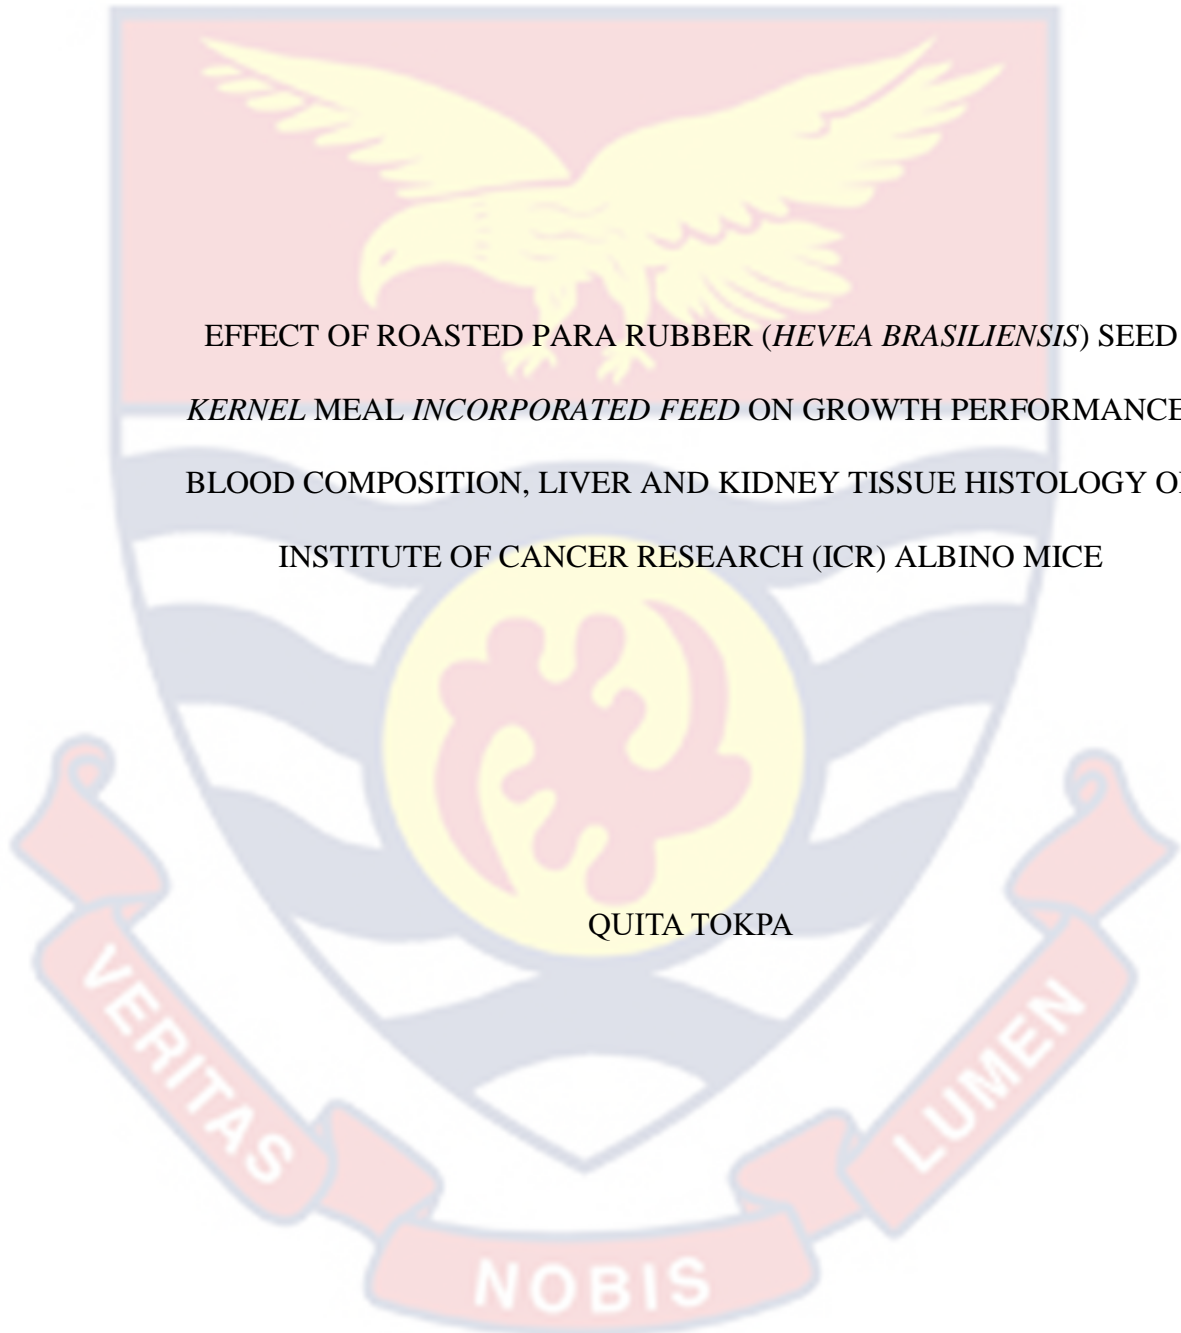 EFFECT OF ROASTED PARA RUBBER (HEVEA BRASILIENSIS) SEED
KERNEL MEAL INCORPORATED FEED ON GROWTH PERFORMANCE
BLOOD COMPOSITION, LIVER AND KIDNEY TISSUE HISTOLOGY O
INSTITUTE OF CANCER RESEARCH (ICR) ALBINO MICE
QUITA TOKPA
VERITAS
NOBIS
LUMEN